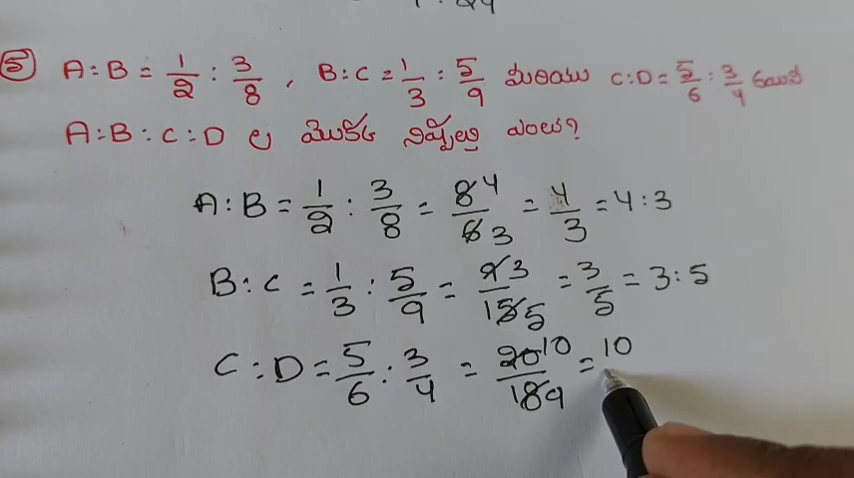 5 A:B = 1/2 : 3/8 , B:C = 1/3 : 5/9 మరియు C:D = 5/6 : 3/4 అయిన
A:B:C:D ల యొక్క నిష్పత్తి ఎంత?
A:B = 1/2 : 3/8 = 8 4/6 3 = 4/3 = 4:3
B:C = 1/3 : 5/9 = 9 3/15 5 = 3/5 = 3:5
C:D = 5/6 : 3/4 = 20 10/18 9 = 10